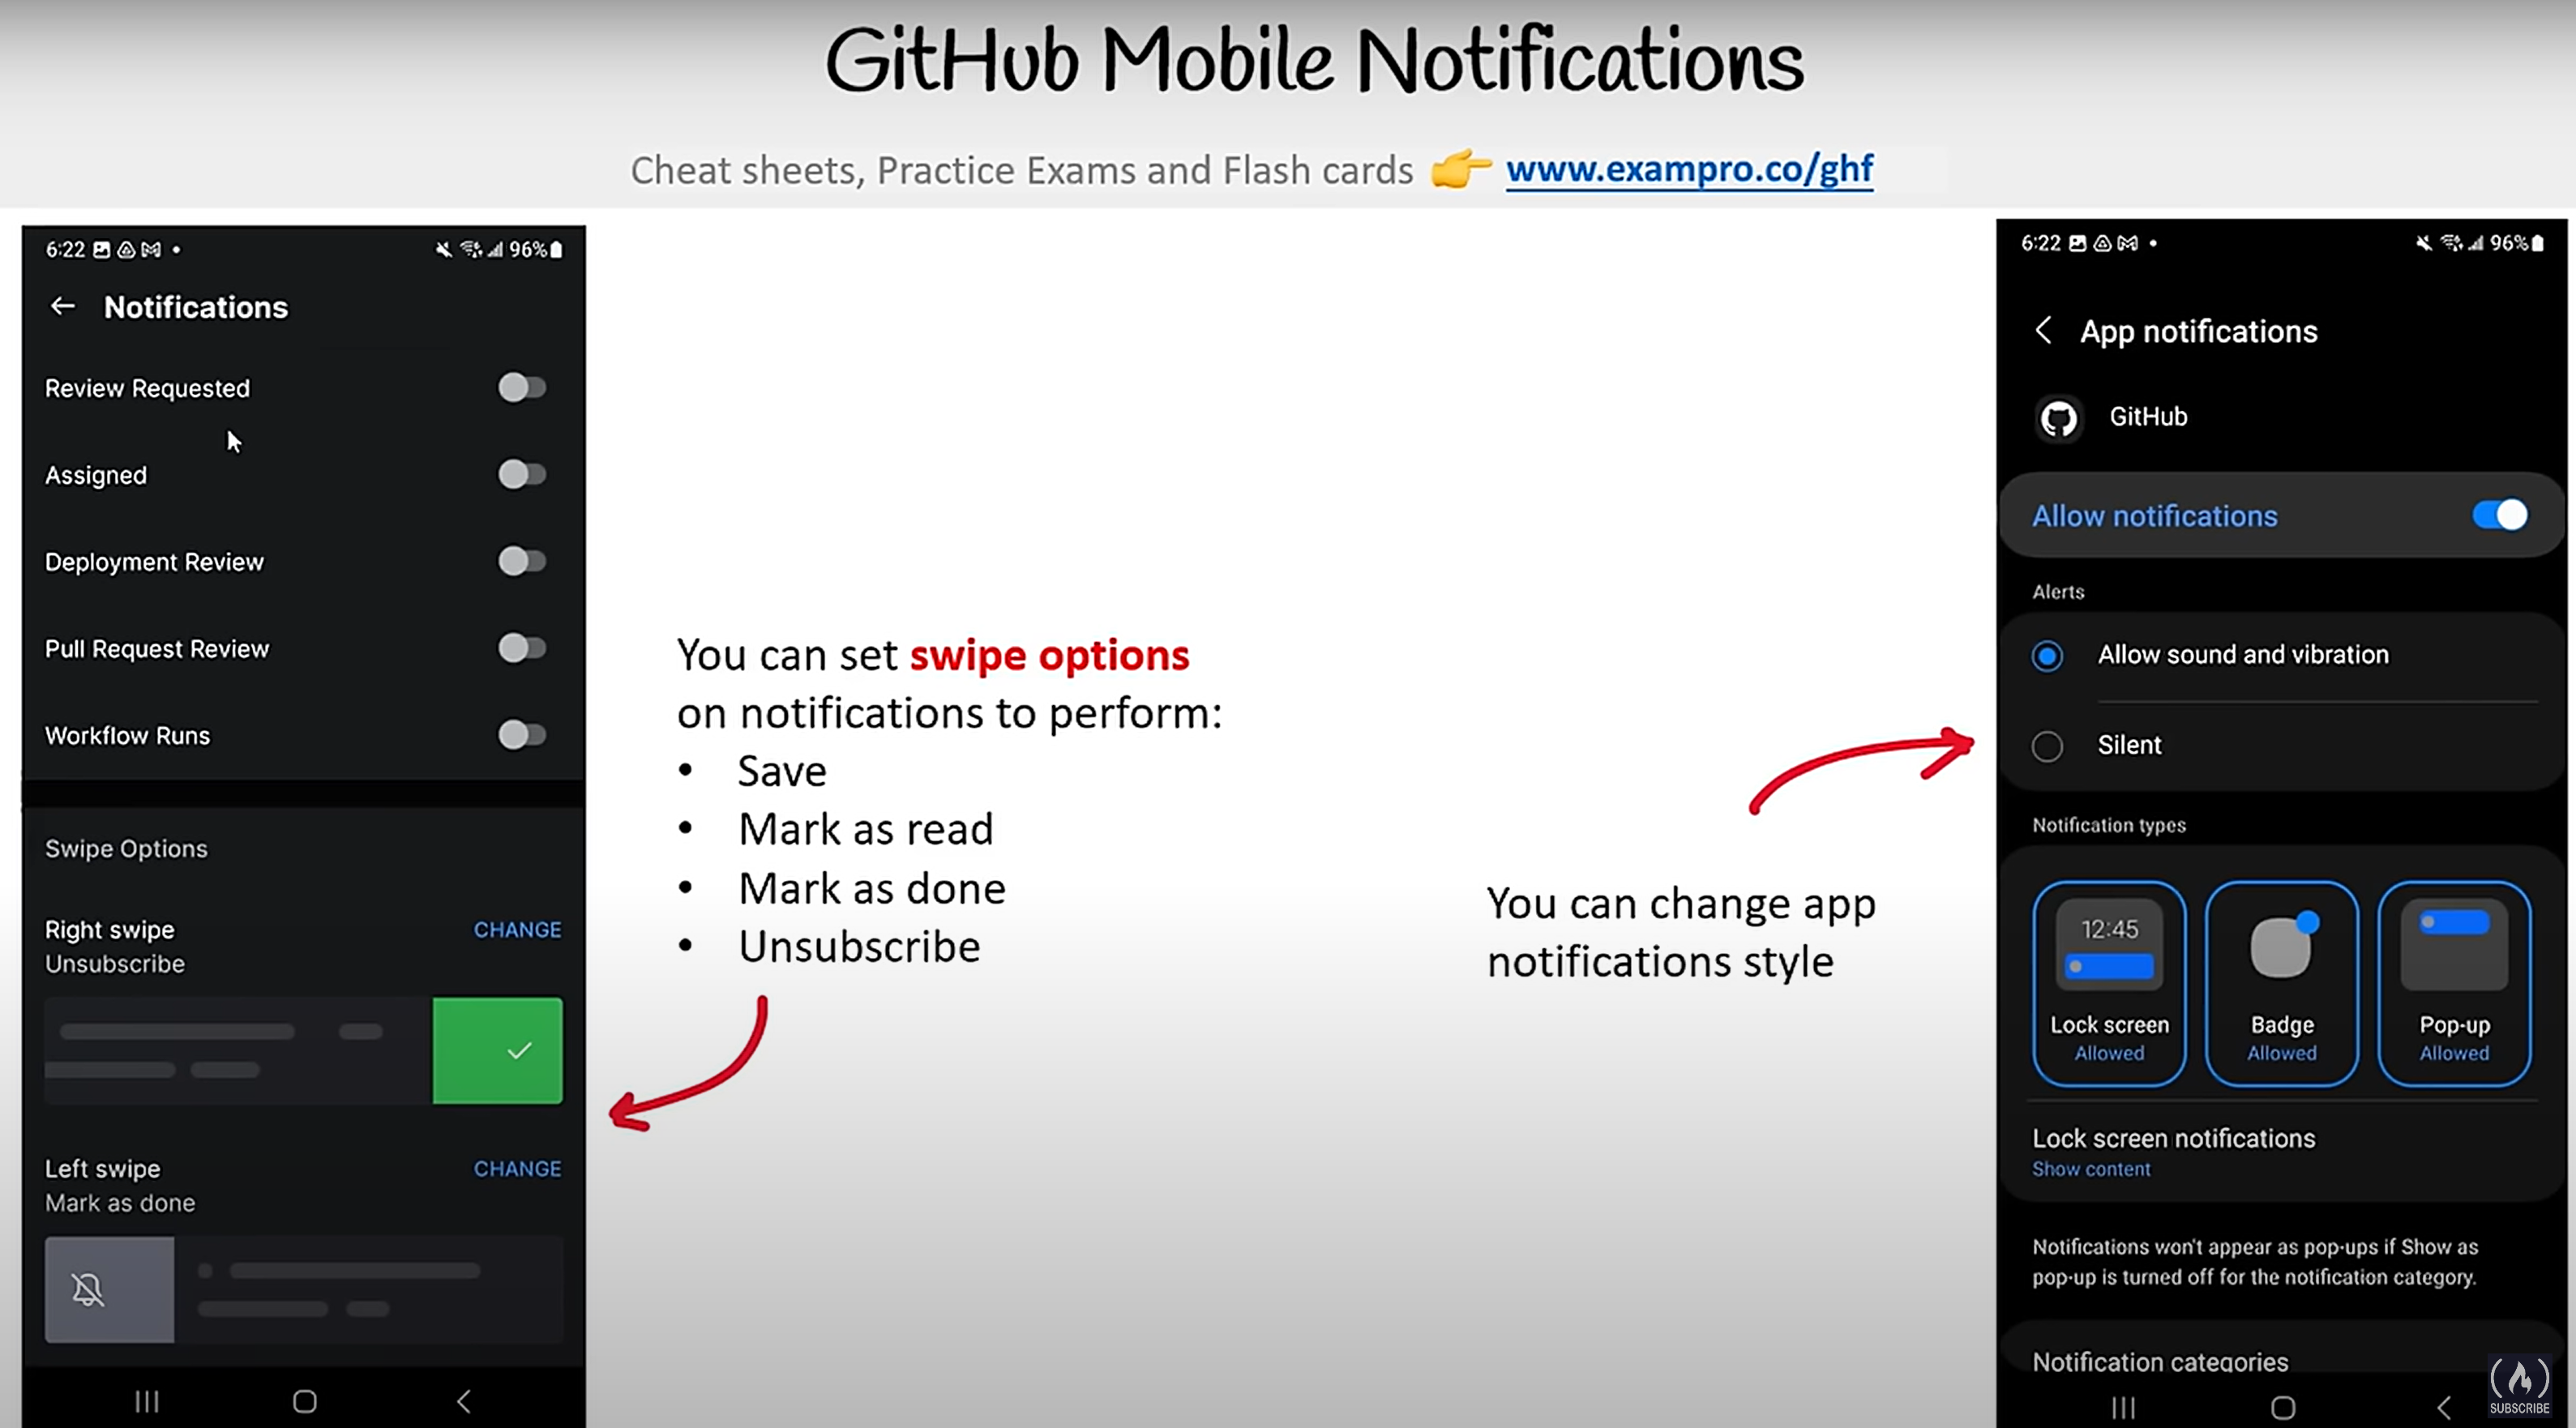 GitHub Mobile Notifications
Cheat sheets, Practice Exams and Flash cards 👉 www.exampro.co/ghf
6:22
96%
Notifications
Review Requested
Assigned
Deployment Review
Pull Request Review
Workflow Runs
Swipe Options
Right swipe
CHANGE
Unsubscribe
Left swipe
CHANGE
Mark as done
You can set swipe options
on notifications to perform:
• Save
• Mark as read
• Mark as done
• Unsubscribe
You can change app
notifications style
6:22
96%
App notifications
GitHub
Allow notifications
Alerts
Allow sound and vibration
Silent
Notification types
12:45
Lock screen
Allowed
Badge
Allowed
Pop-up
Allowed
Lock screen notifications
Show content
Notifications won't appear as pop-ups if Show as
pop-up is turned off for the notification category.
Notification categories
SUBSCRIBE